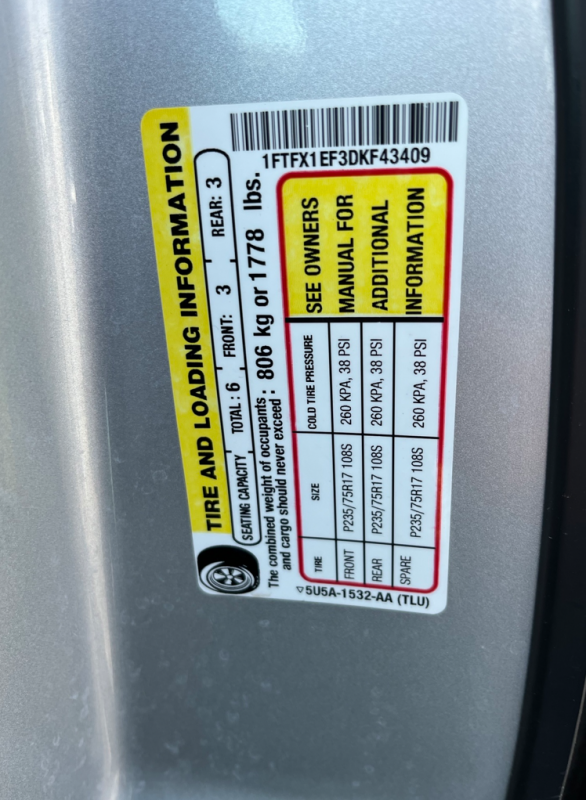 TIRE AND LOADING INFORMATION
SEATING CAPACITY TOTAL: 6 FRONT: 3 REAR: 3
The combined weight of occupants and cargo should never exceed: 806 kg or 1778 lbs.
TIRE SIZE COLD TIRE PRESSURE
FRONT P235/75R17 108S 260 KPA, 38 PSI
REAR P235/75R17 108S 260 KPA, 38 PSI
SPARE P235/75R17 108S 260 KPA, 38 PSI
SEE OWNERS
MANUAL FOR
ADDITIONAL
INFORMATION
5U5A-1532-AA (TLU)
1FTFX1EF3DKF43409